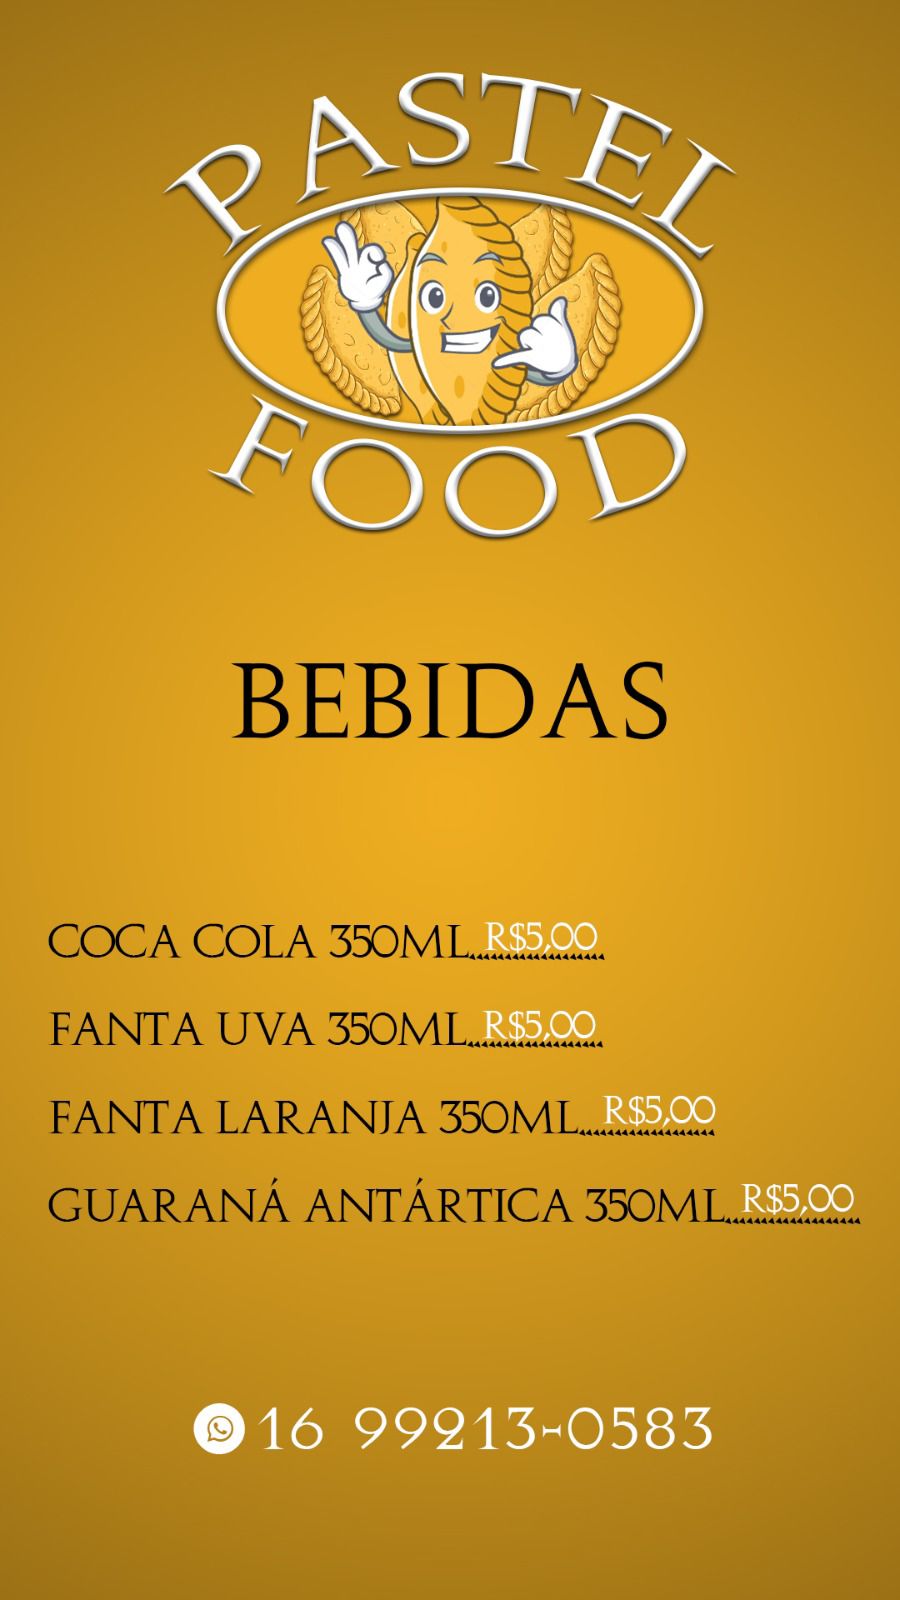 PASTEL
FOOD
BEBIDAS
COCA COLA 350ML...R$5,00
FANTA UVA 350ML...R$5,00
FANTA LARANJA 350ML...R$5,00
GUARANÁ ANTÁRTICA 350ML...R$5,00
16 99213-0583